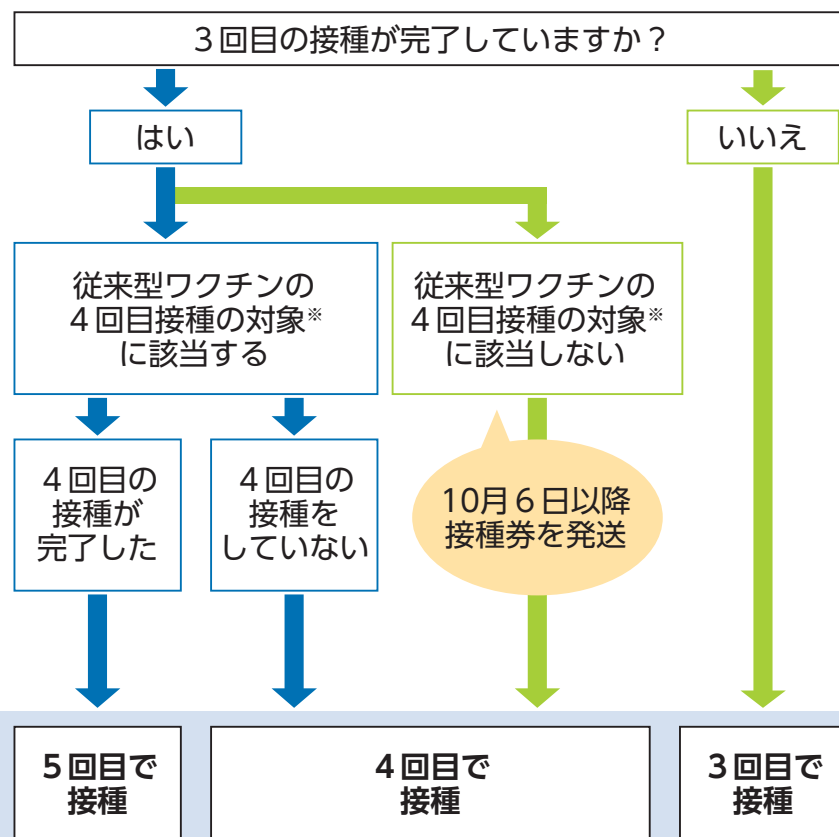 3回目の接種が完了していますか？
はい
いいえ
従来型ワクチンの
4回目接種の対象※
に該当する
従来型ワクチンの
4回目接種の対象※
に該当しない
4回目の
接種が
完了した
4回目の
接種を
していない
10月6日以降
接種券を発送
5回目で
接種
4回目で
接種
3回目で
接種